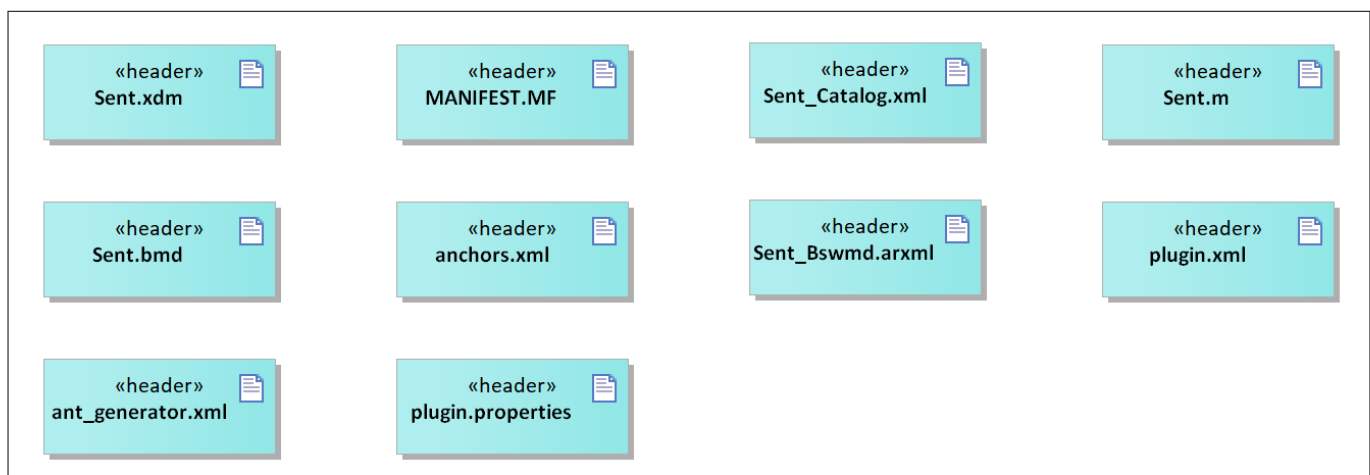 «header»
Sent.xdm
«header»
MANIFEST.MF
«header»
Sent_Catalog.xml
«header»
Sent.m
«header»
Sent.bmd
«header»
anchors.xml
«header»
Sent_Bswmd.arxml
«header»
plugin.xml
«header»
ant_generator.xml
«header»
plugin.properties